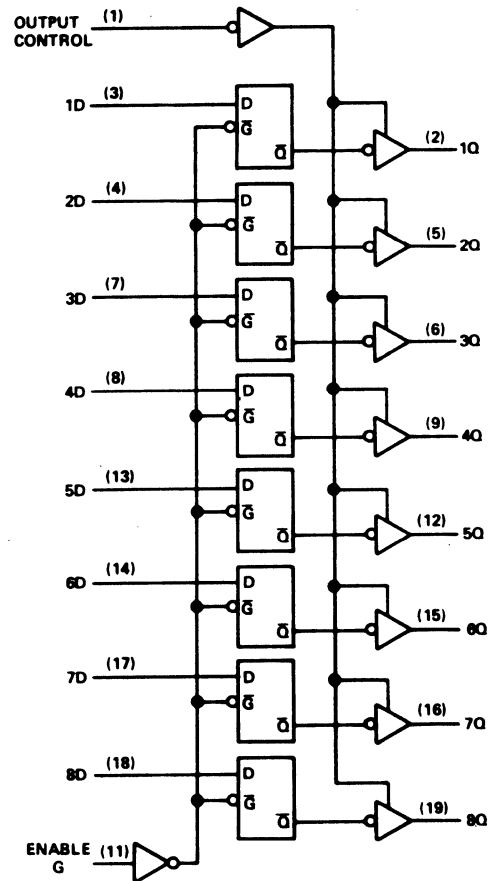 OUTPUT (1)
CONTROL
1D (3) D
G̅
Q̅ (2) 1Q
2D (4) D
G̅
Q̅ (5) 2Q
3D (7) D
G̅
Q̅ (6) 3Q
4D (8) D
G̅
Q̅ (9) 4Q
5D (13) D
G̅
Q̅ (12) 5Q
6D (14) D
G̅
Q̅ (15) 6Q
7D (17) D
G̅
Q̅ (16) 7Q
8D (18) D
G̅
Q̅ (19) 8Q
ENABLE (11)
G